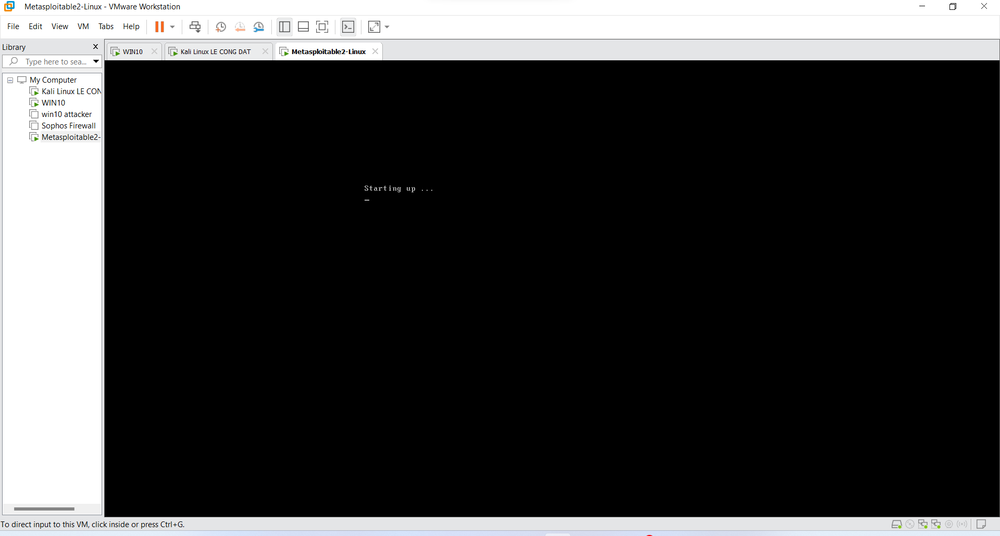 Metasploitable2-Linux - VMware Workstation
File Edit View VM Tabs Help
Library
Type here to sea...
WIN10
Kali Linux LE CONG DAT
Metasploitable2-Linux
My Computer
Kali Linux LE CON
WIN10
win10 attacker
Sophos Firewall
Metasploitable2-
Starting up ...
To direct input to this VM, click inside or press Ctrl+G.